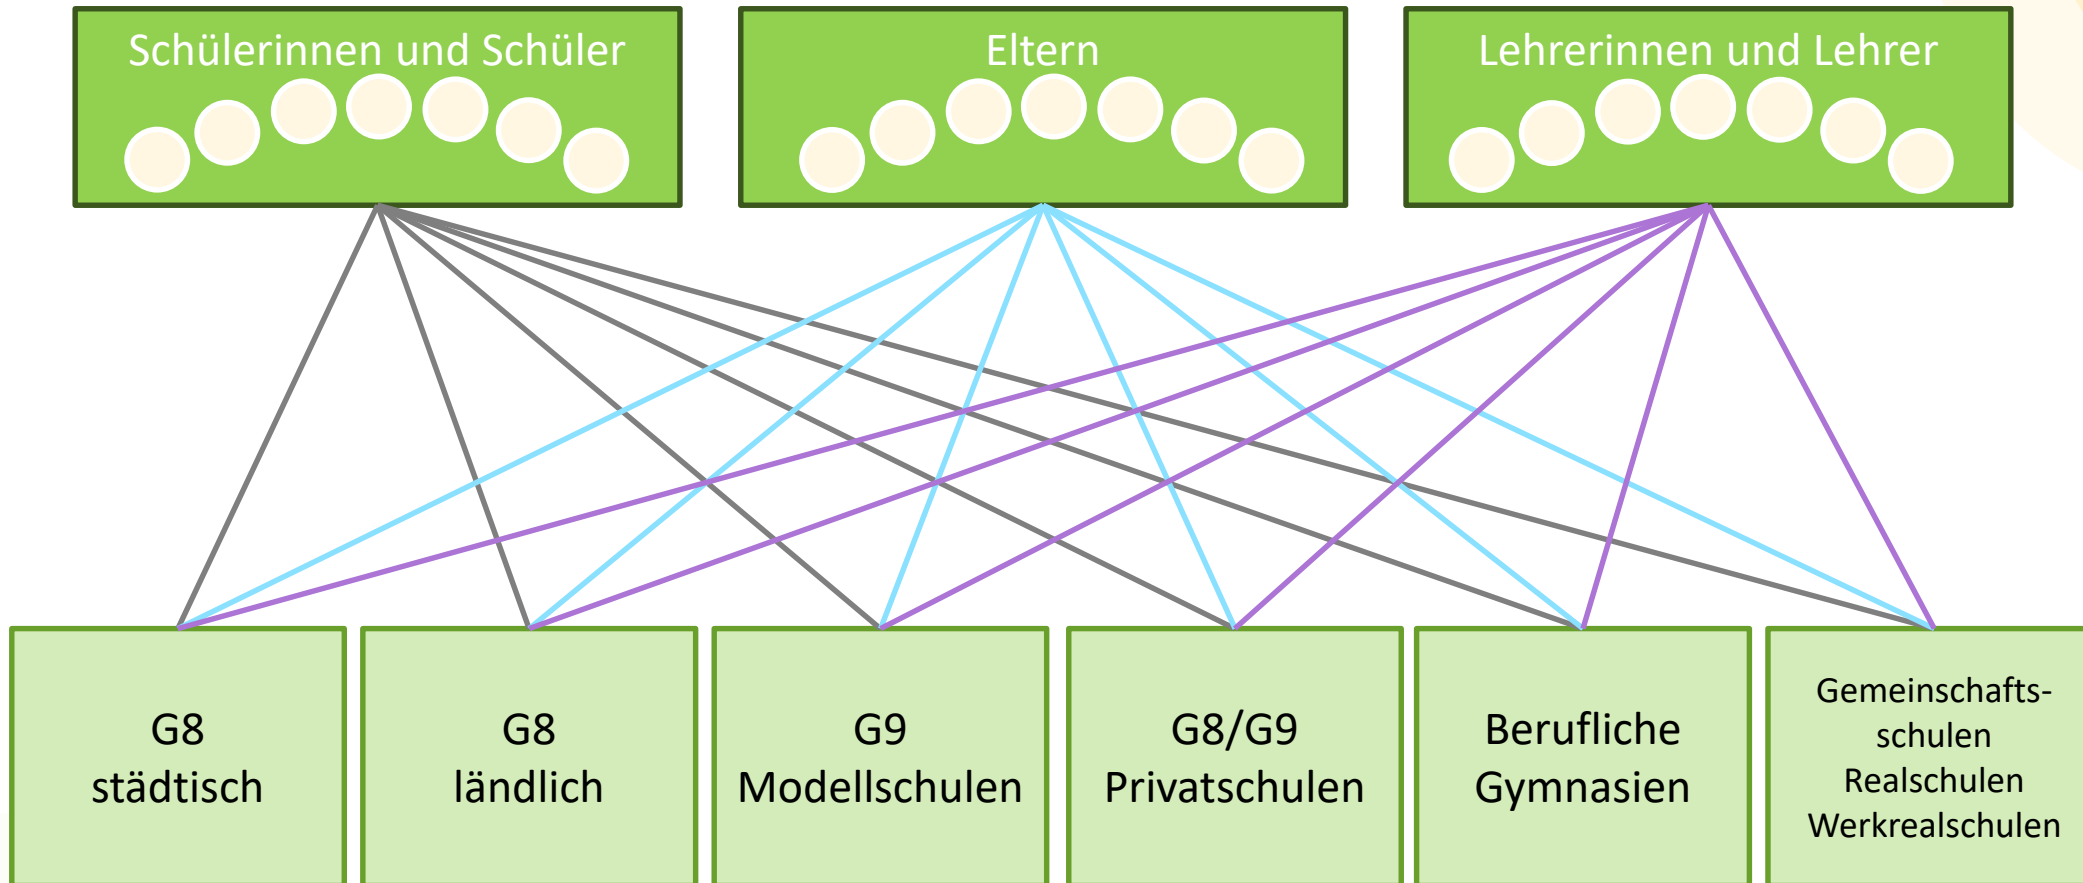 Schülerinnen und Schüler
Eltern
Lehrerinnen und Lehrer
G8
städtisch
G8
ländlich
G9
Modellschulen
G8/G9
Privatschulen
Berufliche
Gymnasien
Gemeinschafts-
schulen
Realschulen
Werkrealschulen